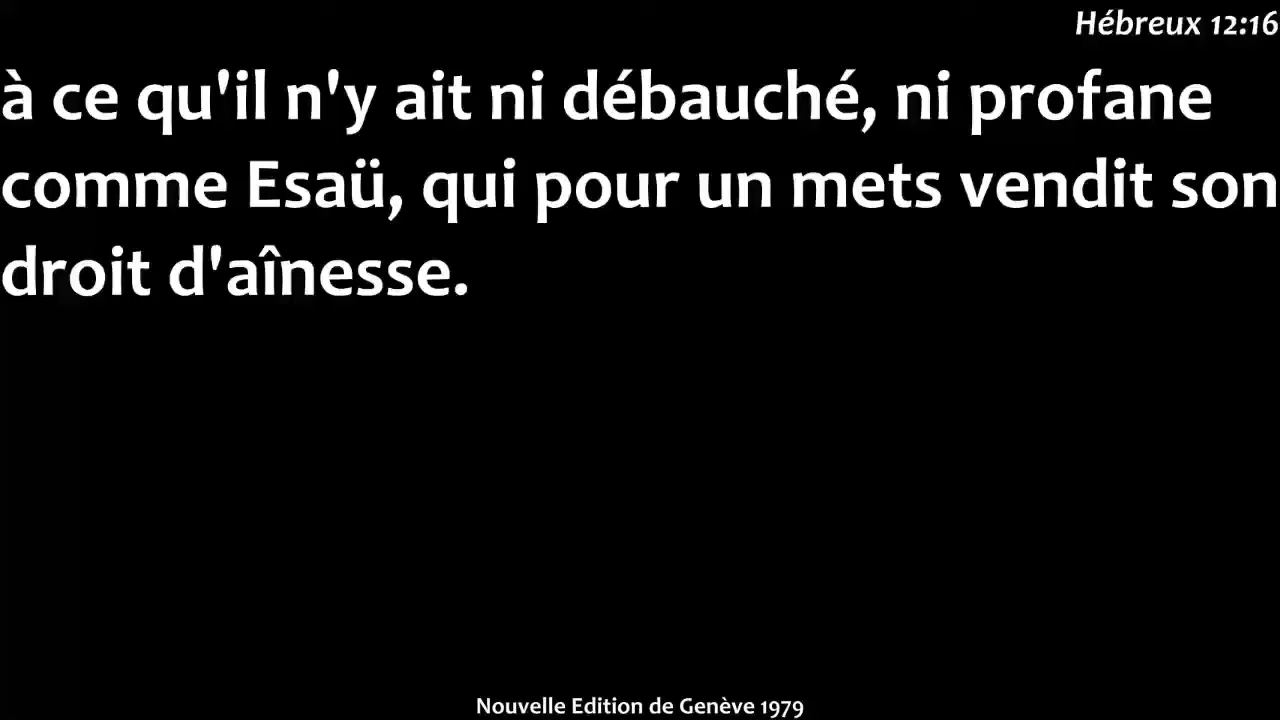 Hébreux 12:16
à ce qu'il n'y ait ni débauché, ni profane
comme Esaü, qui pour un mets vendit son
droit d'aînesse.
Nouvelle Edition de Genève 1979